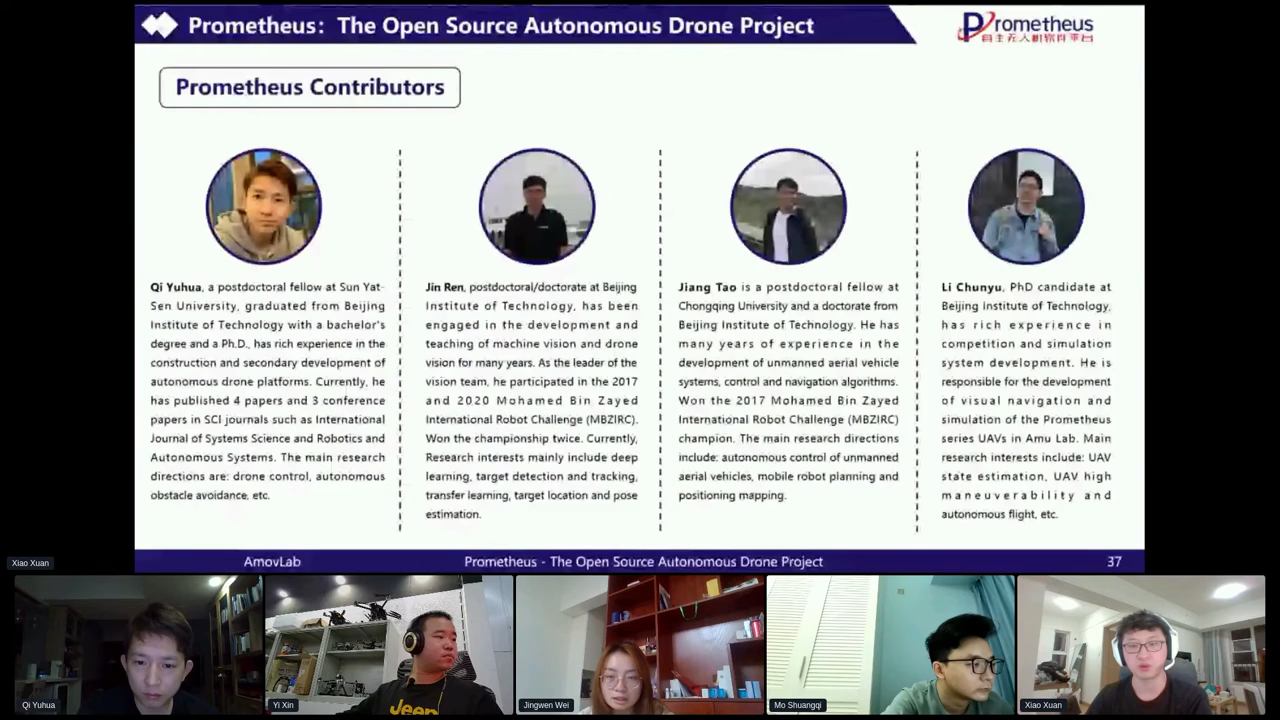 Prometheus: The Open Source Autonomous Drone Project
Prometheus
自主无人机软件平台
Prometheus Contributors
Qi Yuhua, a postdoctoral fellow at Sun Yat-
Sen University, graduated from Beijing
Institute of Technology with a bachelor's
degree and a Ph.D., has rich experience in the
construction and secondary development of
autonomous drone platforms. Currently, he
has published 4 papers and 3 conference
papers in SCI journals such as International
Journal of Systems Science and Robotics and
Autonomous Systems. The main research
directions are: drone control, autonomous
obstacle avoidance, etc.
Jin Ren, postdoctoral/doctorate at Beijing
Institute of Technology, has been
engaged in the development and
teaching of machine vision and drone
vision for many years. As the leader of the
vision team, he participated in the 2017
and 2020 Mohamed Bin Zayed
International Robot Challenge (MBZIRC).
Won the championship twice. Currently,
Research interests mainly include deep
learning, target detection and tracking,
transfer learning, target location and pose
estimation.
Jiang Tao is a postdoctoral fellow at
Chongqing University and a doctorate from
Beijing Institute of Technology. He has
many years of experience in the
development of unmanned aerial vehicle
systems, control and navigation algorithms.
Won the 2017 Mohamed Bin Zayed
International Robot Challenge (MBZIRC)
champion. The main research directions
include: autonomous control of unmanned
aerial vehicles, mobile robot planning and
positioning mapping.
Li Chunyu, PhD candidate at
Beijing Institute of Technology,
has rich experience in
competition and simulation
system development. He is
responsible for the development
of visual navigation and
simulation of the Prometheus
series UAVs in Amu Lab. Main
research interests include: UAV
state estimation, UAV high
maneuverability and
autonomous flight, etc.
AmovLab
Prometheus - The Open Source Autonomous Drone Project
37
Xiao Xuan
Qi Yuhua
Yi Xin
Jeep
Jingwen Wei
Mo Shuangqi
Xiao Xuan